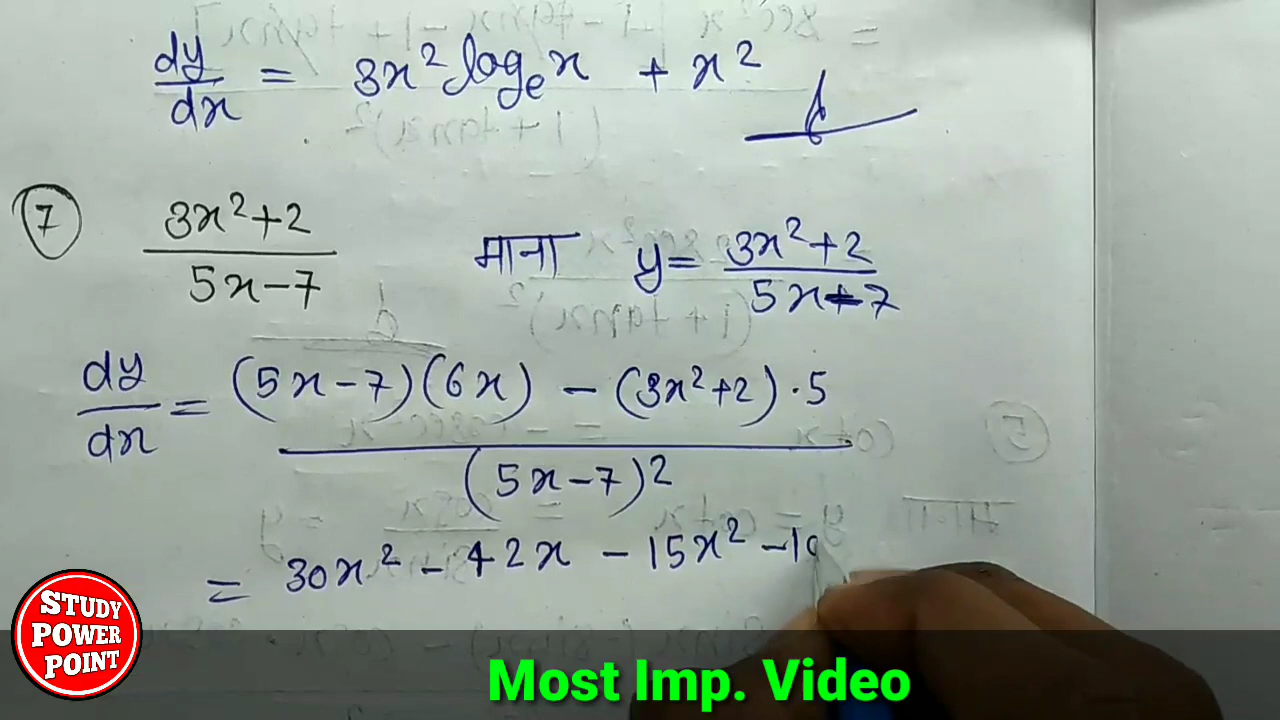 dy/dx = 3x² logₑx + x²
7 3x²+2 / 5x-7 माना y= 3x²+2 / 5x-7
dy/dx = (5x-7)(6x) - (3x²+2)·5 / (5x-7)²
= 30x² - 42x - 15x² -1
STUDY
POWER
POINT
Most Imp. Video